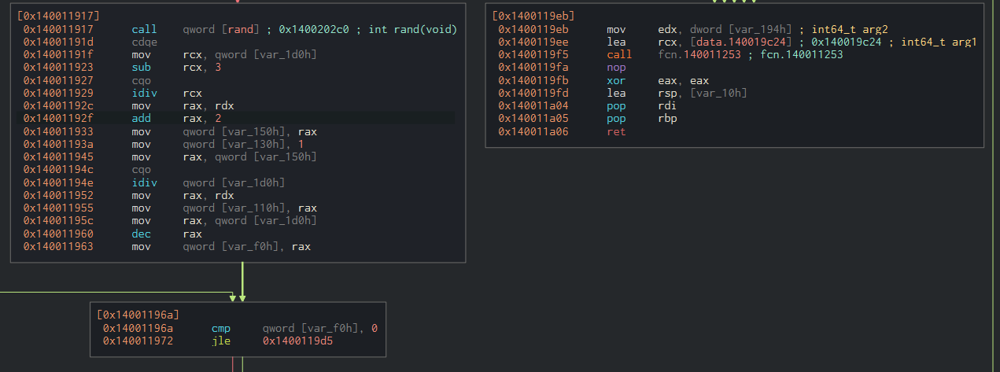 [0x140011917]
0x140011917 call qword [rand] ; 0x1400202c0 ; int rand(void)
0x14001191d cdqe
0x14001191f mov rcx, qword [var_1d0h]
0x140011923 sub rcx, 3
0x140011927 cqo
0x140011929 idiv rcx
0x14001192c mov rax, rdx
0x14001192f add rax, 2
0x140011933 mov qword [var_150h], rax
0x14001193a mov qword [var_130h], 1
0x140011945 mov rax, qword [var_150h]
0x14001194c cqo
0x14001194e idiv qword [var_1d0h]
0x140011952 mov rax, rdx
0x140011955 mov qword [var_110h], rax
0x14001195c mov rax, qword [var_1d0h]
0x140011960 dec rax
0x140011963 mov qword [var_f0h], rax
[0x1400119eb]
0x1400119eb mov edx, dword [var_194h] ; int64_t arg2
0x1400119ee lea rcx, [data.140019c24] ; 0x140019c24 ; int64_t arg1
0x1400119f5 call fcn.140011253 ; fcn.140011253
0x1400119fa nop
0x1400119fb xor eax, eax
0x1400119fd lea rsp, [var_10h]
0x140011a04 pop rdi
0x140011a05 pop rbp
0x140011a06 ret
[0x14001196a]
0x14001196a cmp qword [var_f0h], 0
0x140011972 jle 0x1400119d5